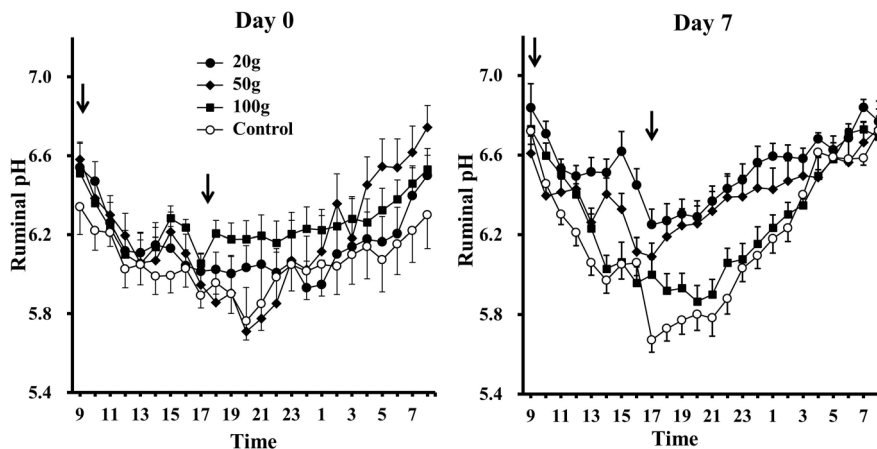 Day 0
Ruminal pH
7.0
6.6
6.2
5.8
5.4
20g
50g
100g
Control
9 11 13 15 17 19 21 23 1 3 5 7
Time
Day 7
Ruminal pH
7.0
6.6
6.2
5.8
5.4
9 11 13 15 17 19 21 23 1 3 5 7
Time